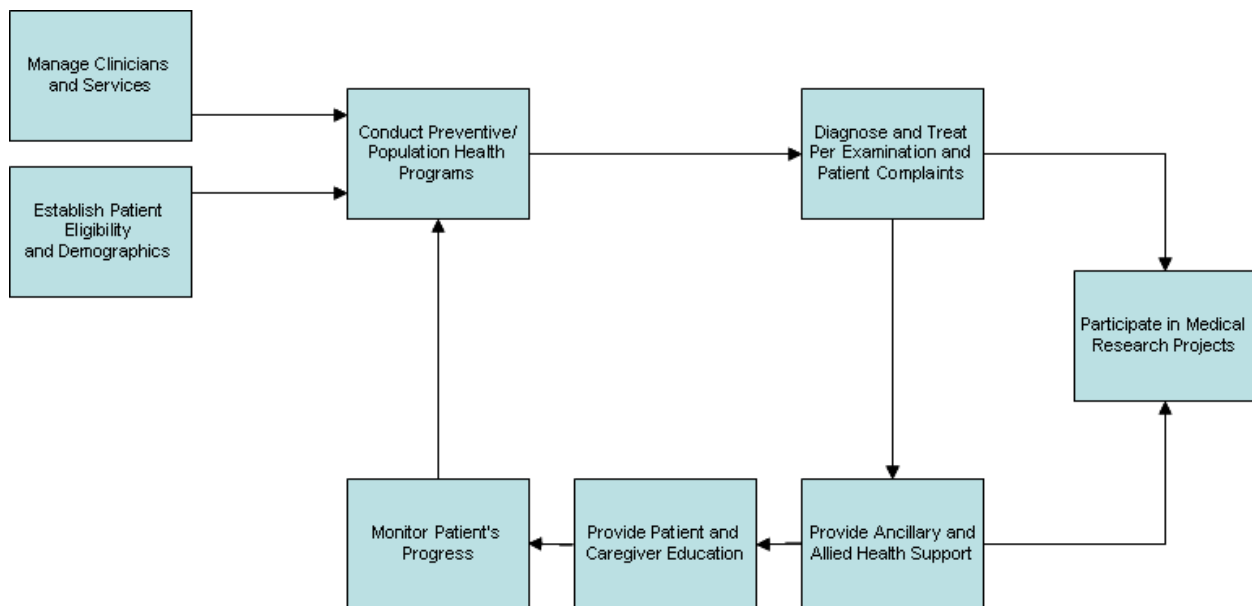 Manage Clinicians
and Services
Establish Patient
Eligibility
and Demographics
Conduct Preventive/
Population Health
Programs
Diagnose and Treat
Per Examination and
Patient Complaints
Participate in Medical
Research Projects
Monitor Patient's
Progress
Provide Patient and
Caregiver Education
Provide Ancillary and
Allied Health Support